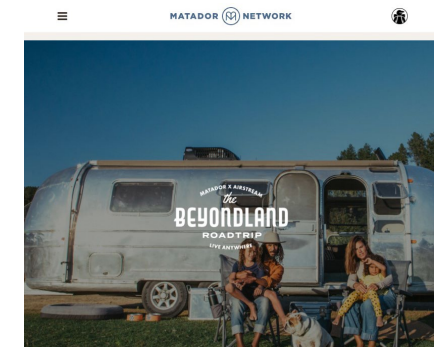 MATADOR NETWORK
MATADOR X AIRSTREAM
the
BEYONDLAND
ROADTRIP
LIVE ANYWHERE